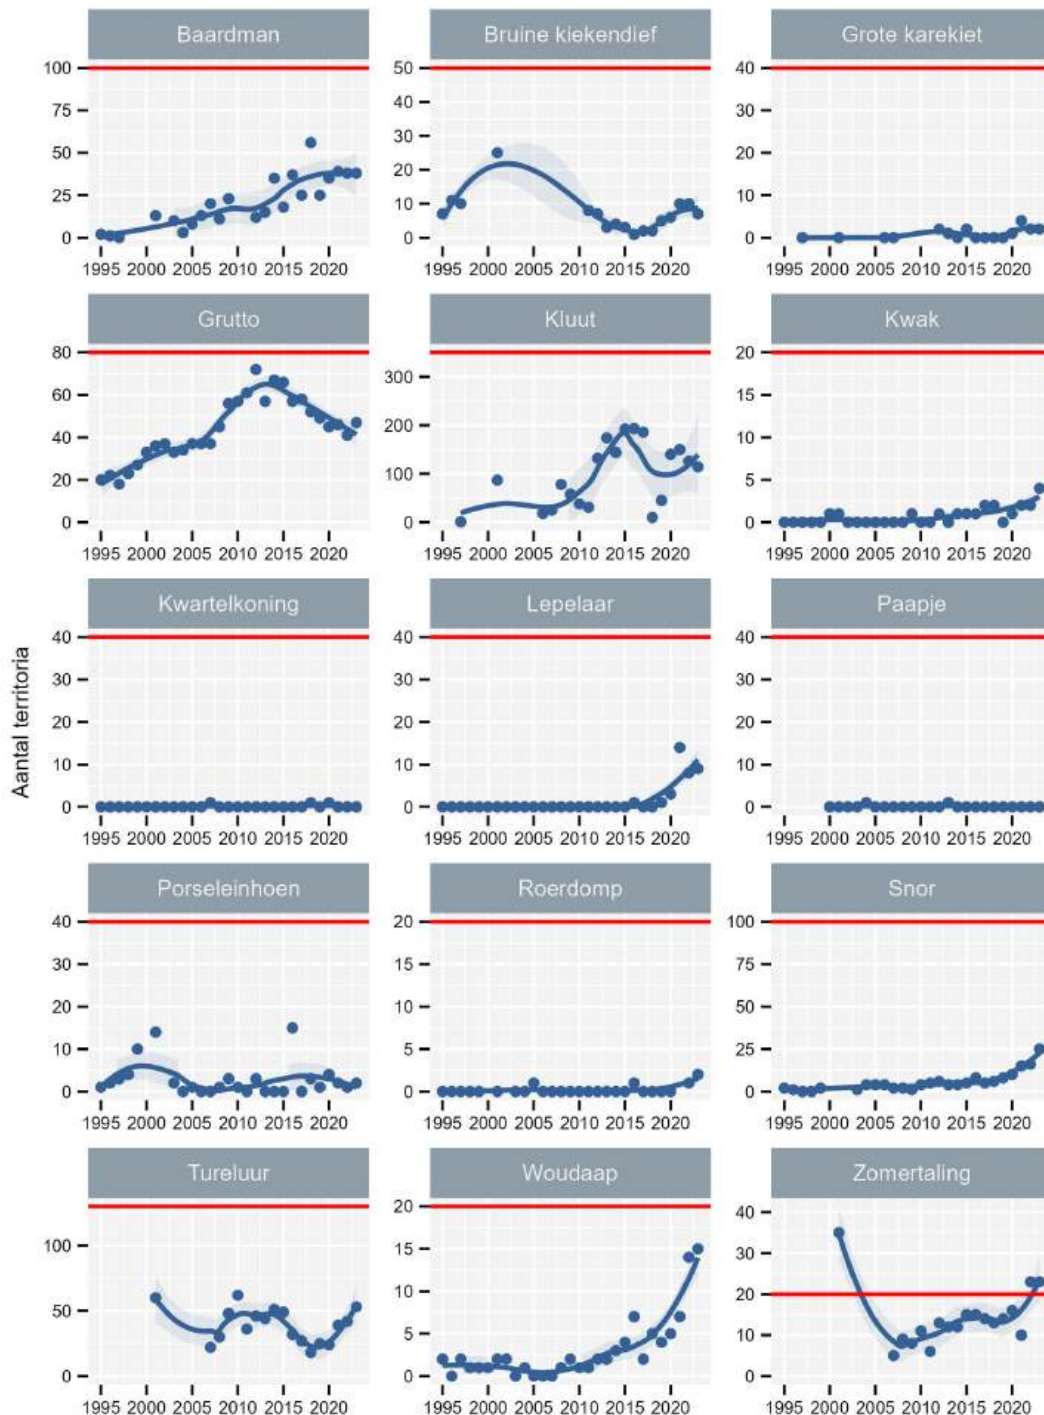 Baardman Bruine kiekendief Grote karekiet
100 50 40
75 40 30
50 30 20
25 20 10
0 10 0
0
1995 2000 2005 2010 2015 2020 1995 2000 2005 2010 2015 2020 1995 2000 2005 2010 2015 2020
Grutto Kluut Kwak
80 300 20
60 200 15
40 100 10
20 0 5
0 0
1995 2000 2005 2010 2015 2020 1995 2000 2005 2010 2015 2020 1995 2000 2005 2010 2015 2020
Kwartelkoning Lepelaar Paapje
40 40 40
30 30 30
20 20 20
10 10 10
0 0 0
1995 2000 2005 2010 2015 2020 1995 2000 2005 2010 2015 2020 1995 2000 2005 2010 2015 2020
Aantal territoria
Porseleinhoen Roerdomp Snor
40 20 100
30 15 75
20 10 50
10 5 25
0 0 0
1995 2000 2005 2010 2015 2020 1995 2000 2005 2010 2015 2020 1995 2000 2005 2010 2015 2020
Tureluur Woudaap Zomertaling
100 20 40
50 15 30
0 10 20
5 10
0 0
1995 2000 2005 2010 2015 2020 1995 2000 2005 2010 2015 2020 1995 2000 2005 2010 2015 2020